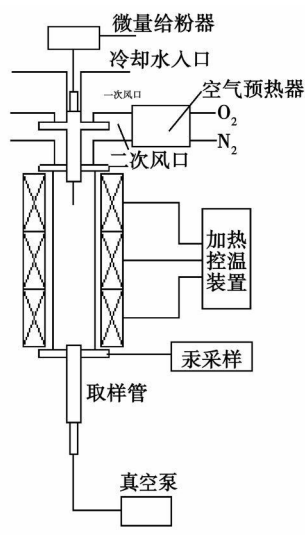 微量给粉器
冷却水入口
一次风口
空气预热器
O₂
二次风口
N₂
加热
控温
装置
汞采样
取样管
真空泵